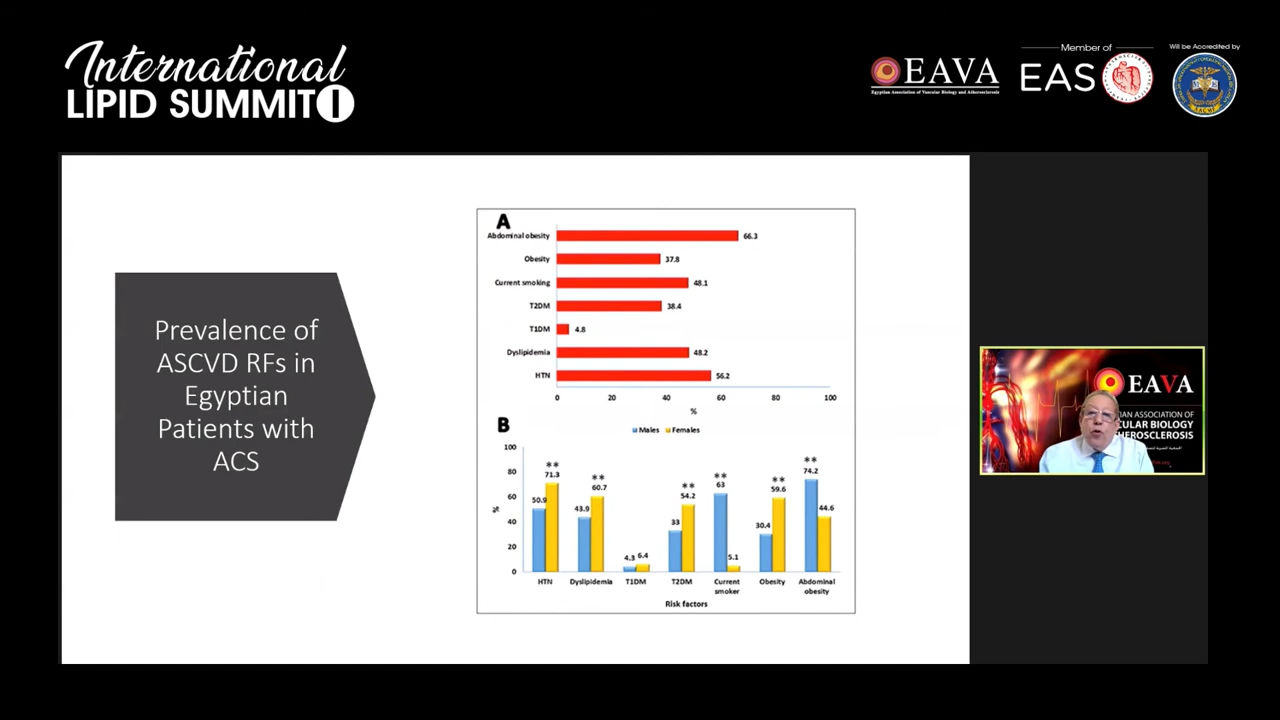 International
LIPID SUMMIT
EAVA
Egyptian Association of Vascular Biology and Atherosclerosis
Member of
EAS
Will be Accredited by
Prevalence of
ASCVD RFs in
Egyptian
Patients with
ACS
A
Abdominal obesity
66.3
Obesity
37.8
Current smoking
48.1
T2DM
38.4
T1DM
4.8
Dyslipidemia
48.2
HTN
56.2
0 20 40 60 80 100
%
B
Males Females
100
80
60
40
20
0
%
** ** ** ** ** **
50.9 71.3 43.9 60.7 4.3 6.4 33 54.2 63 5.1 30.4 59.6 74.2 44.6
HTN Dyslipidemia T1DM T2DM Current smoker Obesity Abdominal obesity
Risk factors
EAVA
TIAN ASSOCIATION OF
CULAR BIOLOGY
HEROSCLEROSIS